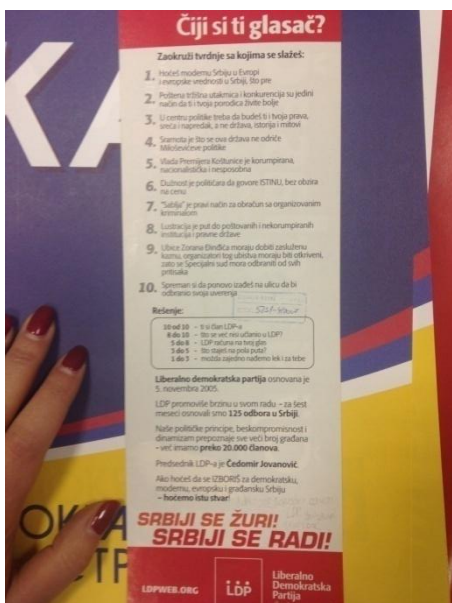 Čiji si ti glasač?
Zaokruži tvrdnje sa kojima se slažeš:
1. Hoćeš modernu Srbiju u Evropi
i evropske vrednosti u Srbiji, što pre
2. Poštena tržišna utakmica i konkurencija su jedini
način da ti i tvoja porodica živite bolje
3. U centru politike treba da budeš ti i tvoja prava,
sreća i napredak, a ne država, istorija i mitovi
4. Sramota je što se ova država ne odriče
Miloševićeve politike
5. Vlada Premijera Koštunice je korumpirana,
nacionalistička i nesposobna
6. Dužnost je političara da govore ISTINU, bez obzira
na cenu
7. "Sablja" je pravi način za obračun sa organizovanim
kriminalom
8. Lustracija je put do poštovanih i nekorumpiranih
institucija i pravne države
9. Ubice Zorana Đinđića moraju dobiti zasluženu
kaznu, organizatori tog ubistva moraju biti otkriveni,
zato se Specijalni sud mora odbraniti od svih
pritisaka
10. Spreman si da ponovo izađeš na ulicu da bi
odbranio svoja uverenja
Rešenje:
10 od 10 - ti si član LDP-a
8 do 10 - što se već nisi učlanio u LDP?
5 do 8 - LDP računa na tvoj glas
3 do 5 - što staješ na pola puta?
1 do 3 - možda zajedno nađemo lek i za tebe
Liberalno demokratska partija osnovana je
5. novembra 2005.
LDP promoviše brzinu u svom radu - za šest
meseci osnovali smo 125 odbora u Srbiji.
Naše političke principe, beskompromisnost i
dinamizam prepoznaje sve veći broj građana
- već imamo preko 20.000 članova.
Predsednik LDP-a je Čedomir Jovanović.
Ako hoćeš da se IZBORIŠ za demokratsku,
modernu, evropsku i građansku Srbiju
- hoćemo istu stvar!
SRBIJI SE ŽURI!
SRBIJI SE RADI!
LDPWEB.ORG
LDP
Liberalno
Demokratska
Partija